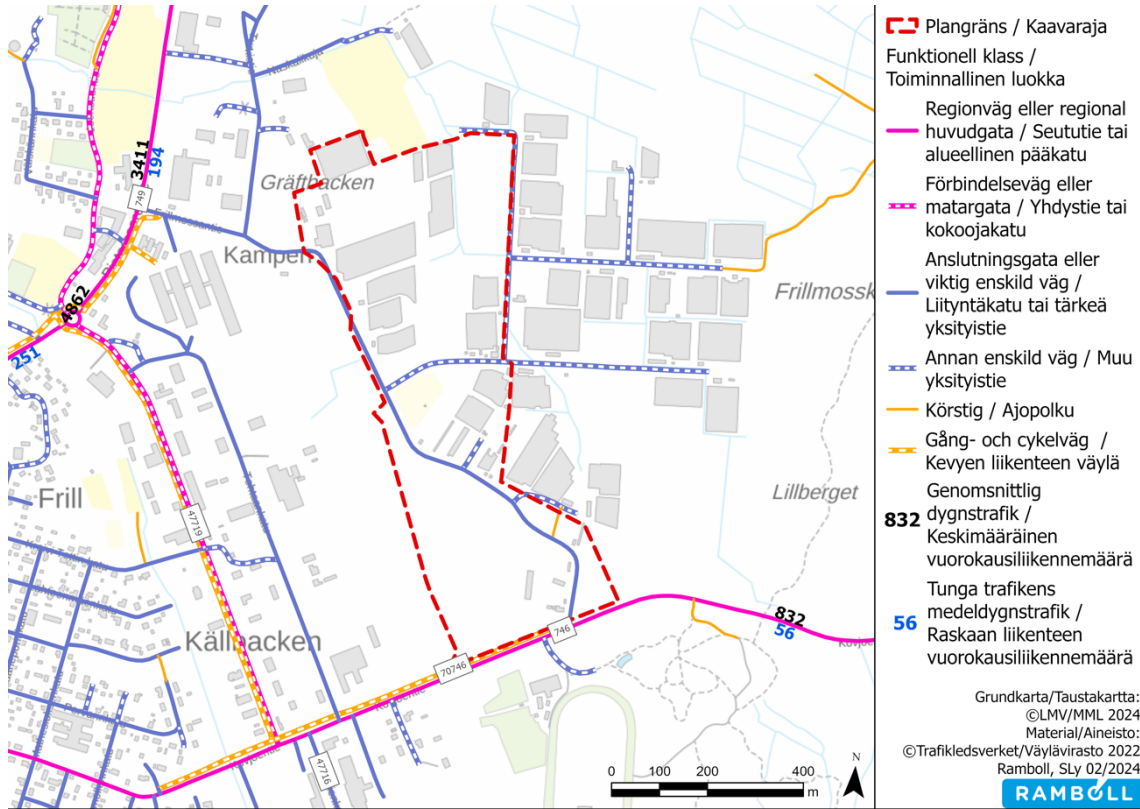 3411
194
749
Gräftbacken
Kampen
4862
251
Frillmossk
Frill
47719
Lillberget
Källbacken
832
56
746
70746
47716
0 100 200 400
m
N
Plangräns / Kaavaraja
Funktionell klass /
Toiminnallinen luokka
Regionväg eller regional
huvudgata / Seututie tai
alueellinen pääkatu
Förbindelseväg eller
matargata / Yhdystie tai
kokoojakatu
Anslutningsgata eller
viktig enskild väg /
Liityntäkatu tai tärkeä
yksityistie
Annan enskild väg / Muu
yksityistie
Körstig / Ajopolku
Gång- och cykelväg /
Kevyen liikenteen väylä
Genomsnittlig
832 dygnstrafik /
Keskimääräinen
vuorokausiliikennemäärä
Tunga trafikens
56 medeldygnstrafik /
Raskaan liikenteen
vuorokausiliikennemäärä
Grundkarta/Taustakartta:
©LMV/MML 2024
Material/Aineisto:
©Trafikledsverket/Väylävirasto 2022
Ramboll, SLy 02/2024
RAMBOLL